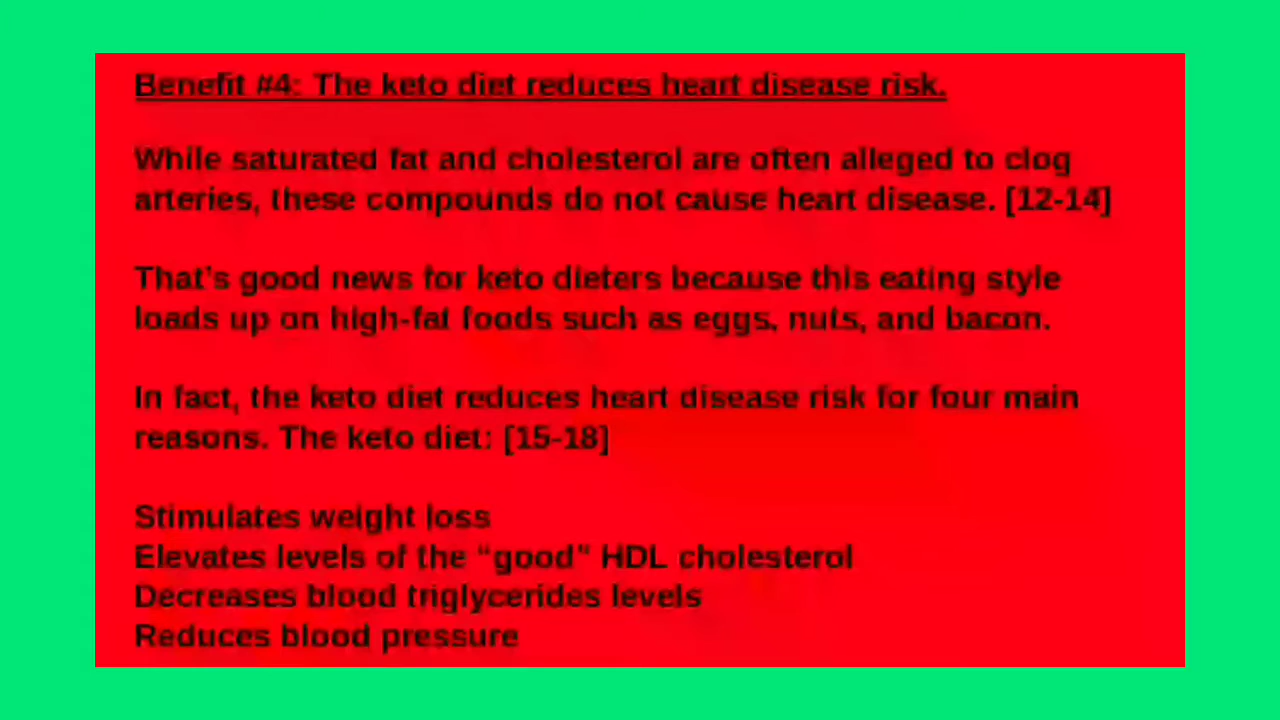 Benefit #4: The keto diet reduces heart disease risk.
While saturated fat and cholesterol are often alleged to clog
arteries, these compounds do not cause heart disease. [12-14]
That's good news for keto dieters because this eating style
loads up on high-fat foods such as eggs, nuts, and bacon.
In fact, the keto diet reduces heart disease risk for four main
reasons. The keto diet: [15-18]
Stimulates weight loss
Elevates levels of the “good” HDL cholesterol
Decreases blood triglycerides levels
Reduces blood pressure